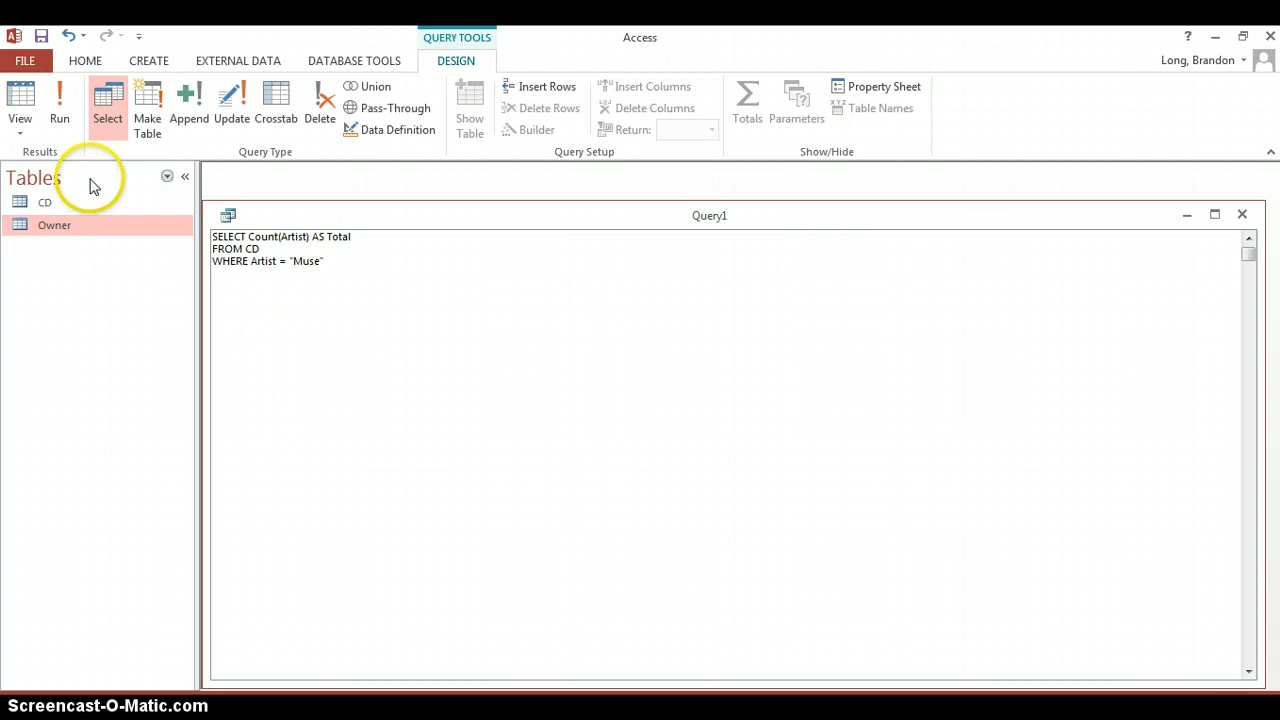 Access
QUERY TOOLS
FILE
HOME
CREATE
EXTERNAL DATA
DATABASE TOOLS
DESIGN
Long, Brandon
View
Run
Select
Make Table
Append
Update
Crosstab
Delete
Union
Pass-Through
Data Definition
Show Table
Insert Rows
Delete Rows
Builder
Insert Columns
Delete Columns
Return:
Totals
Parameters
Property Sheet
Table Names
Results
Query Type
Query Setup
Show/Hide
Tables
CD
Owner
Query1
SELECT Count(Artist) AS Total
FROM CD
WHERE Artist = "Muse"
Screencast-O-Matic.com